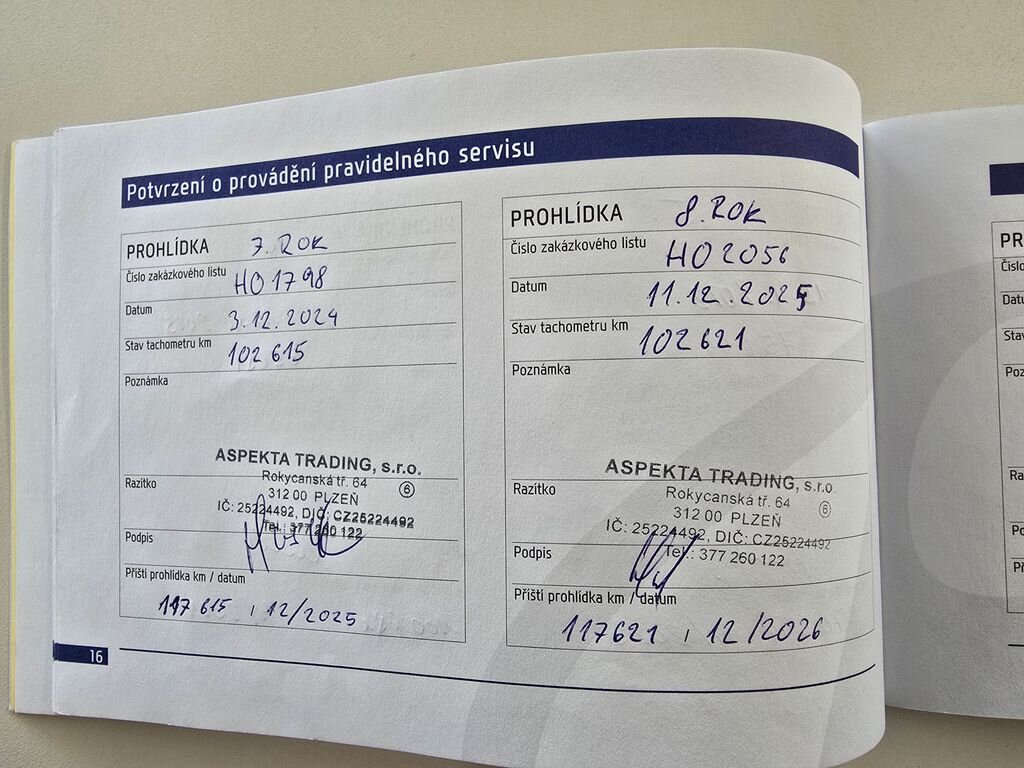 Potvrzení o provádění pravidelného servisu
PROHLÍDKA 7. ROK
Číslo zakázkového listu HO1798
Datum 3.12.2024
Stav tachometru km 102 615
Poznámka
ASPEKTA TRADING, s.r.o.
Rokycanská tř. 64
Razítko
312 00 PLZEŇ 6
IČ: 25224492, DIČ: CZ25224492
Tel.: 377 260 122
Podpis
Příští prohlídka km / datum
117 615 / 12/2025
16
PROHLÍDKA 8. ROK
Číslo zakázkového listu HO2056
Datum 11.12.2025
Stav tachometru km 102621
Poznámka
ASPEKTA TRADING, s.r.o.
Razítko
Rokycanská tř. 64
312 00 PLZEŇ 6
IČ: 25224492, DIČ: CZ25224492
Podpis
Tel.: 377 260 122
Příští prohlídka km / datum
117621 / 12/2026